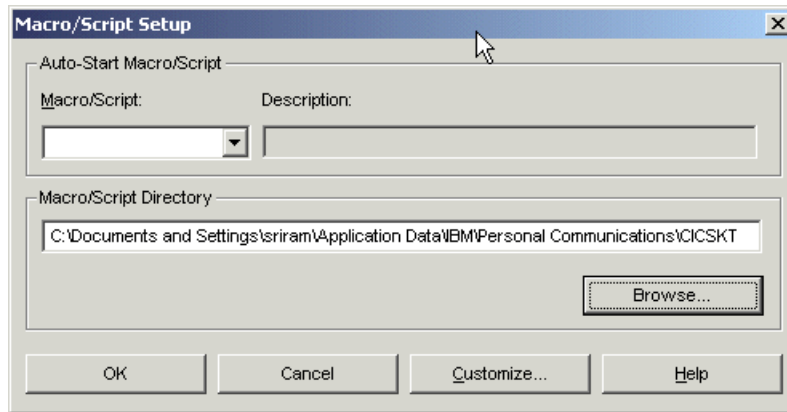 Macro/Script Setup
Auto-Start Macro/Script
Macro/Script: Description:
Macro/Script Directory
C:\Documents and Settings\sriram\Application Data\IBM\Personal Communications\CICSKT
Browse...
OK Cancel Customize... Help